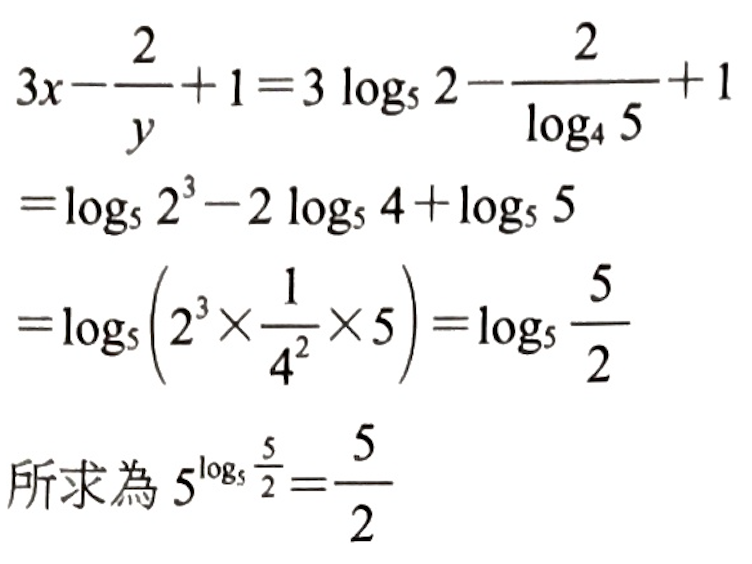 3x−2/y+1=3 log₅ 2−2/(log₄ 5)+1
=log₅ 2³−2 log₅ 4+log₅ 5
=log₅(2³×1/4²×5)=log₅ 5/2
所求為 5^(log₅ 5/2)=5/2